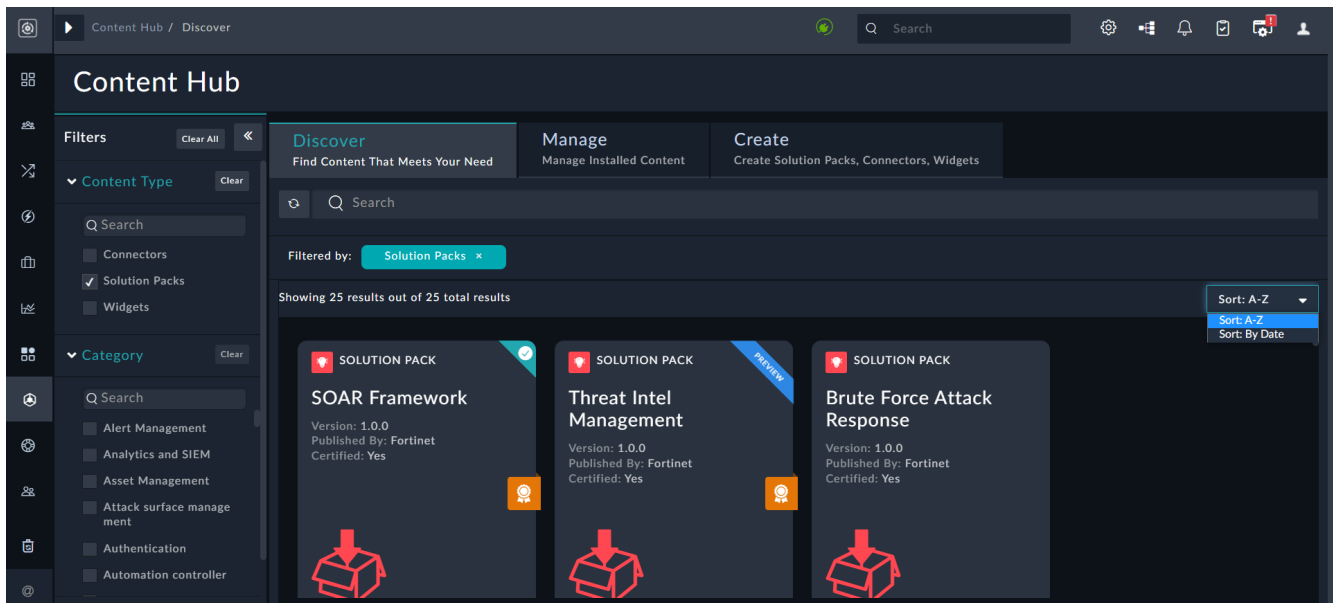 Content Hub / Discover
Search
Content Hub
Filters
Clear All
Discover
Find Content That Meets Your Need
Manage
Manage Installed Content
Create
Create Solution Packs, Connectors, Widgets
Content Type
Clear
Search
Connectors
Solution Packs
Widgets
Category
Clear
Search
Alert Management
Analytics and SIEM
Asset Management
Attack surface manage
ment
Authentication
Automation controller
Search
Filtered by:
Solution Packs ×
Showing 25 results out of 25 total results
Sort: A-Z
Sort: A-Z
Sort: By Date
SOLUTION PACK
SOAR Framework
Version: 1.0.0
Published By: Fortinet
Certified: Yes
SOLUTION PACK
PREVIEW
Threat Intel
Management
Version: 1.0.0
Published By: Fortinet
Certified: Yes
SOLUTION PACK
Brute Force Attack
Response
Version: 1.0.0
Published By: Fortinet
Certified: Yes